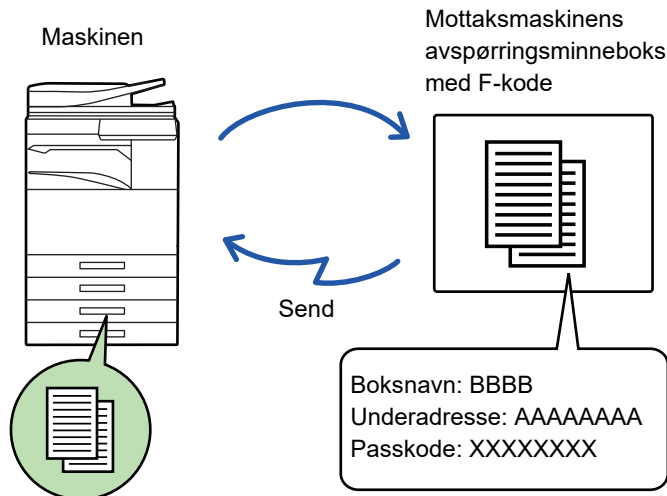 Maskinen
Mottaksmaskinens
avspørringsminneboks
med F-kode
Send
Boksnavn: BBBB
Underadresse: AAAAAAAA
Passkode: XXXXXXXX